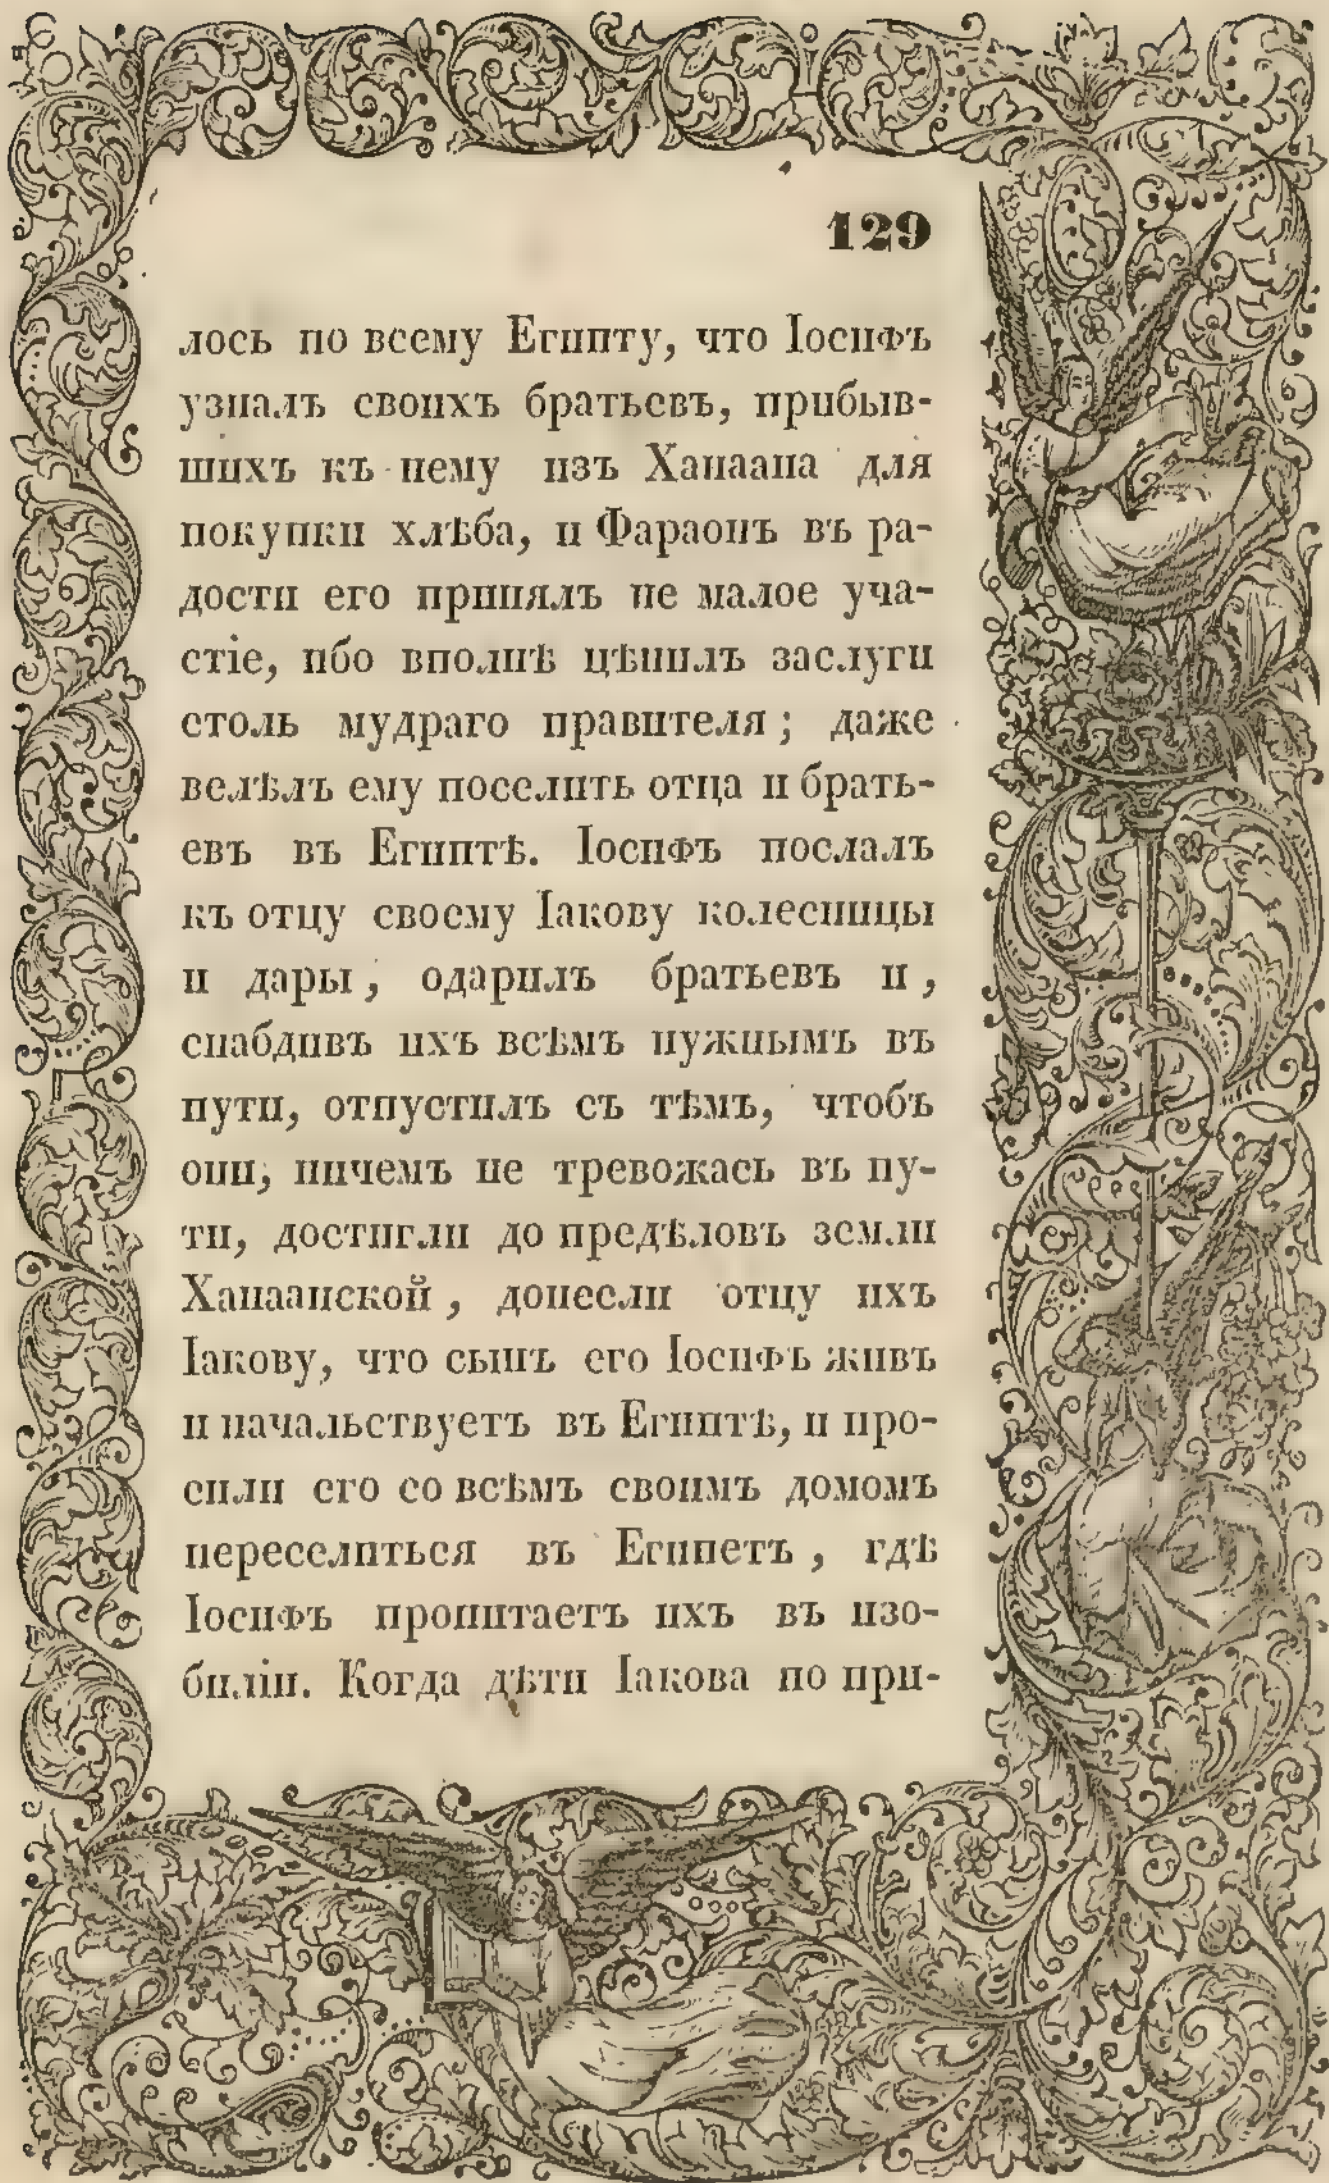 129
лось по всему Египту, что Іосифъ
узналъ своихъ братьевъ, прибыв-
шихъ къ нему изъ Ханаана для
покупки хлѣба, и Фараонъ въ ра-
дости его принялъ не малое уча-
стіе, ибо вполнѣ цѣнилъ заслуги
столь мудраго правителя; даже
велѣлъ ему поселить отца и брать-
евъ въ Египтѣ. Іосифъ послалъ
къ отцу своему Іакову колесницы
и дары, одарилъ братьевъ и,
снабдивъ ихъ всѣмъ нужнымъ въ
пути, отпустилъ съ тѣмъ, чтобъ
они, ничемъ не тревожась въ пу-
ти, достигли до предѣловъ земли
Ханаанской, донесли отцу ихъ
Іакову, что сынъ его Іосифъ живъ
и начальствуетъ въ Египтѣ, и про-
сили его со всѣмъ своимъ домомъ
переселиться въ Египетъ, гдѣ
Іосифъ пропитаетъ ихъ въ изо-
биліи. Когда дѣти Іакова по при-